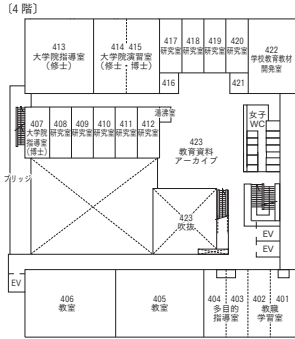 〔4 階〕
413
大学院指導室
(修士)
414 415
大学院演習室
(修士・博士)
417
研究室
418
研究室
419
研究室
420
研究室
422
学校教育教材
開発室
416
421
湯沸室
女子
WC
407
大学院
指導室
(博士)
408
研究室
409
研究室
410
研究室
411
研究室
412
研究室
423
教育資料
アーカイブ
ブリッジ
423
吹抜
EV
EV
EV
406
教室
405
教室
404 403
多目的
指導室
402 401
教職
学習室